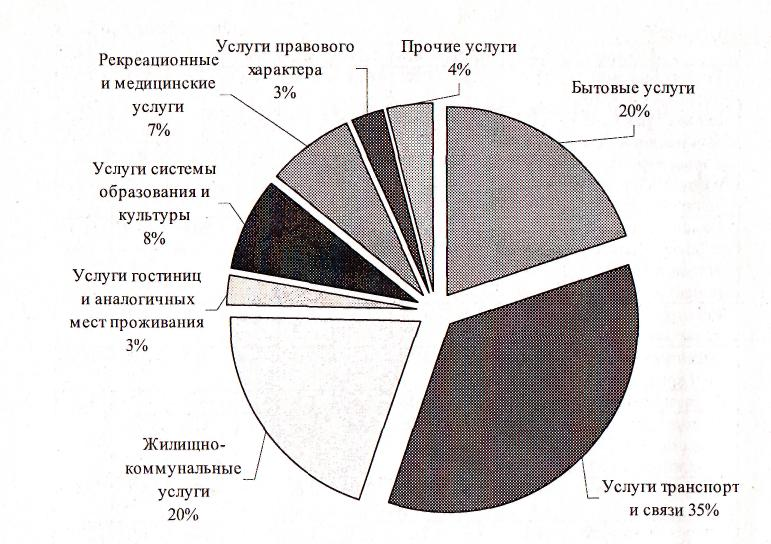 Услуги правового
характера
3%
Прочие услуги
4%
Рекреационные
и медицинские
услуги
7%
Бытовые услуги
20%
Услуги системы
образования и
культуры
8%
Услуги гостиниц
и аналогичных
мест проживания
3%
Жилищно-
коммунальные
услуги
20%
Услуги транспорт
и связи 35%